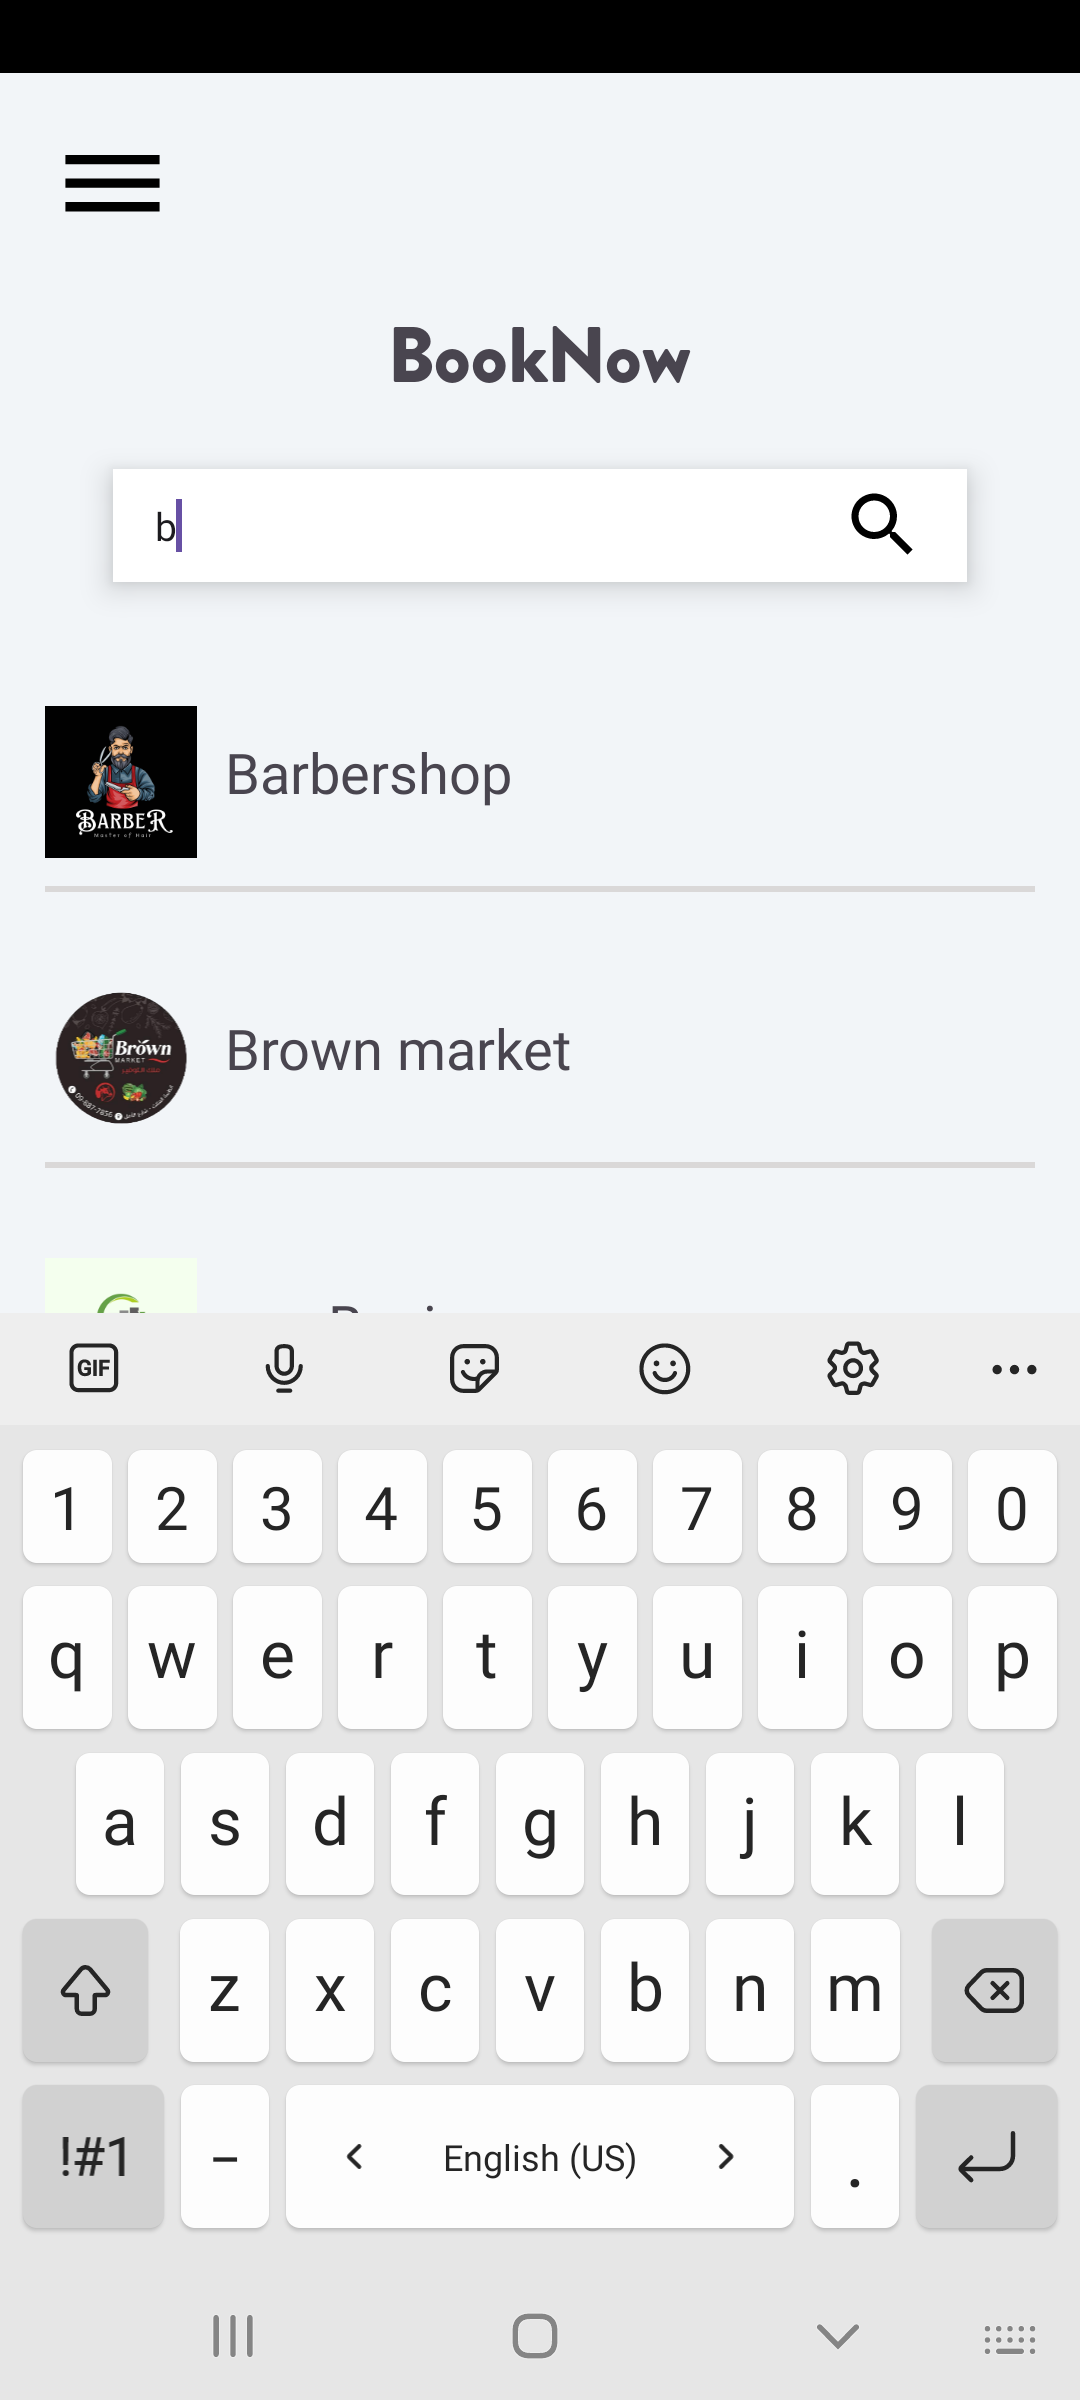 BookNow
b
BARBER
Master of Hair
Barbershop
Brown
MARKET
Brown market
GIF
1 2 3 4 5 6 7 8 9 0
q w e r t y u i o p
a s d f g h j k l
z x c v b n m
!#1 – < English (US) > .